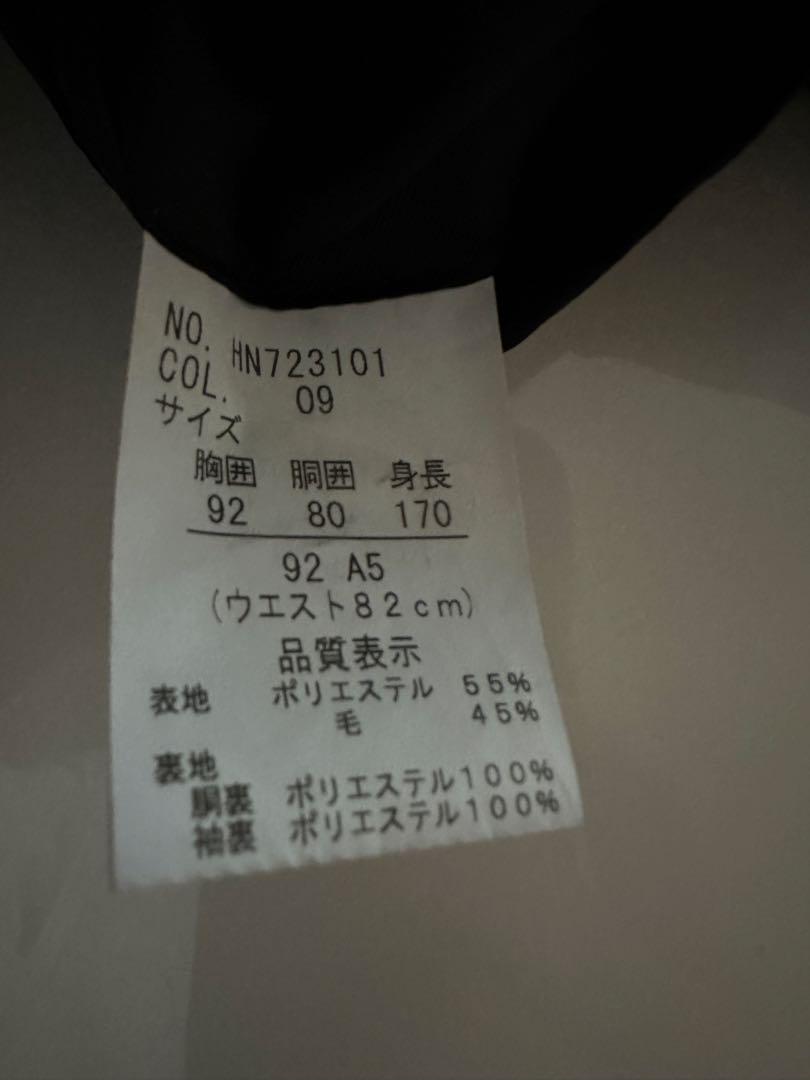 NO. HN723101
COL. 09
サイズ
胸囲 胴囲 身長
92 80 170
92 A5
(ウエスト82cm)
品質表示
表地 ポリエステル 55%
毛 45%
裏地
胴裏 ポリエステル100%
袖裏 ポリエステル100%